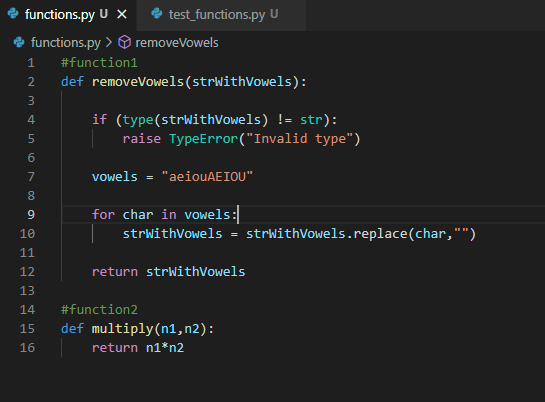 functions.py U test_functions.py U
functions.py > removeVowels
1 #function1
2 def removeVowels(strWithVowels):
3
4     if (type(strWithVowels) != str):
5         raise TypeError("Invalid type")
6
7     vowels = "aeiouAEIOU"
8
9     for char in vowels:
10         strWithVowels = strWithVowels.replace(char,"")
11
12     return strWithVowels
13
14 #function2
15 def multiply(n1,n2):
16     return n1*n2